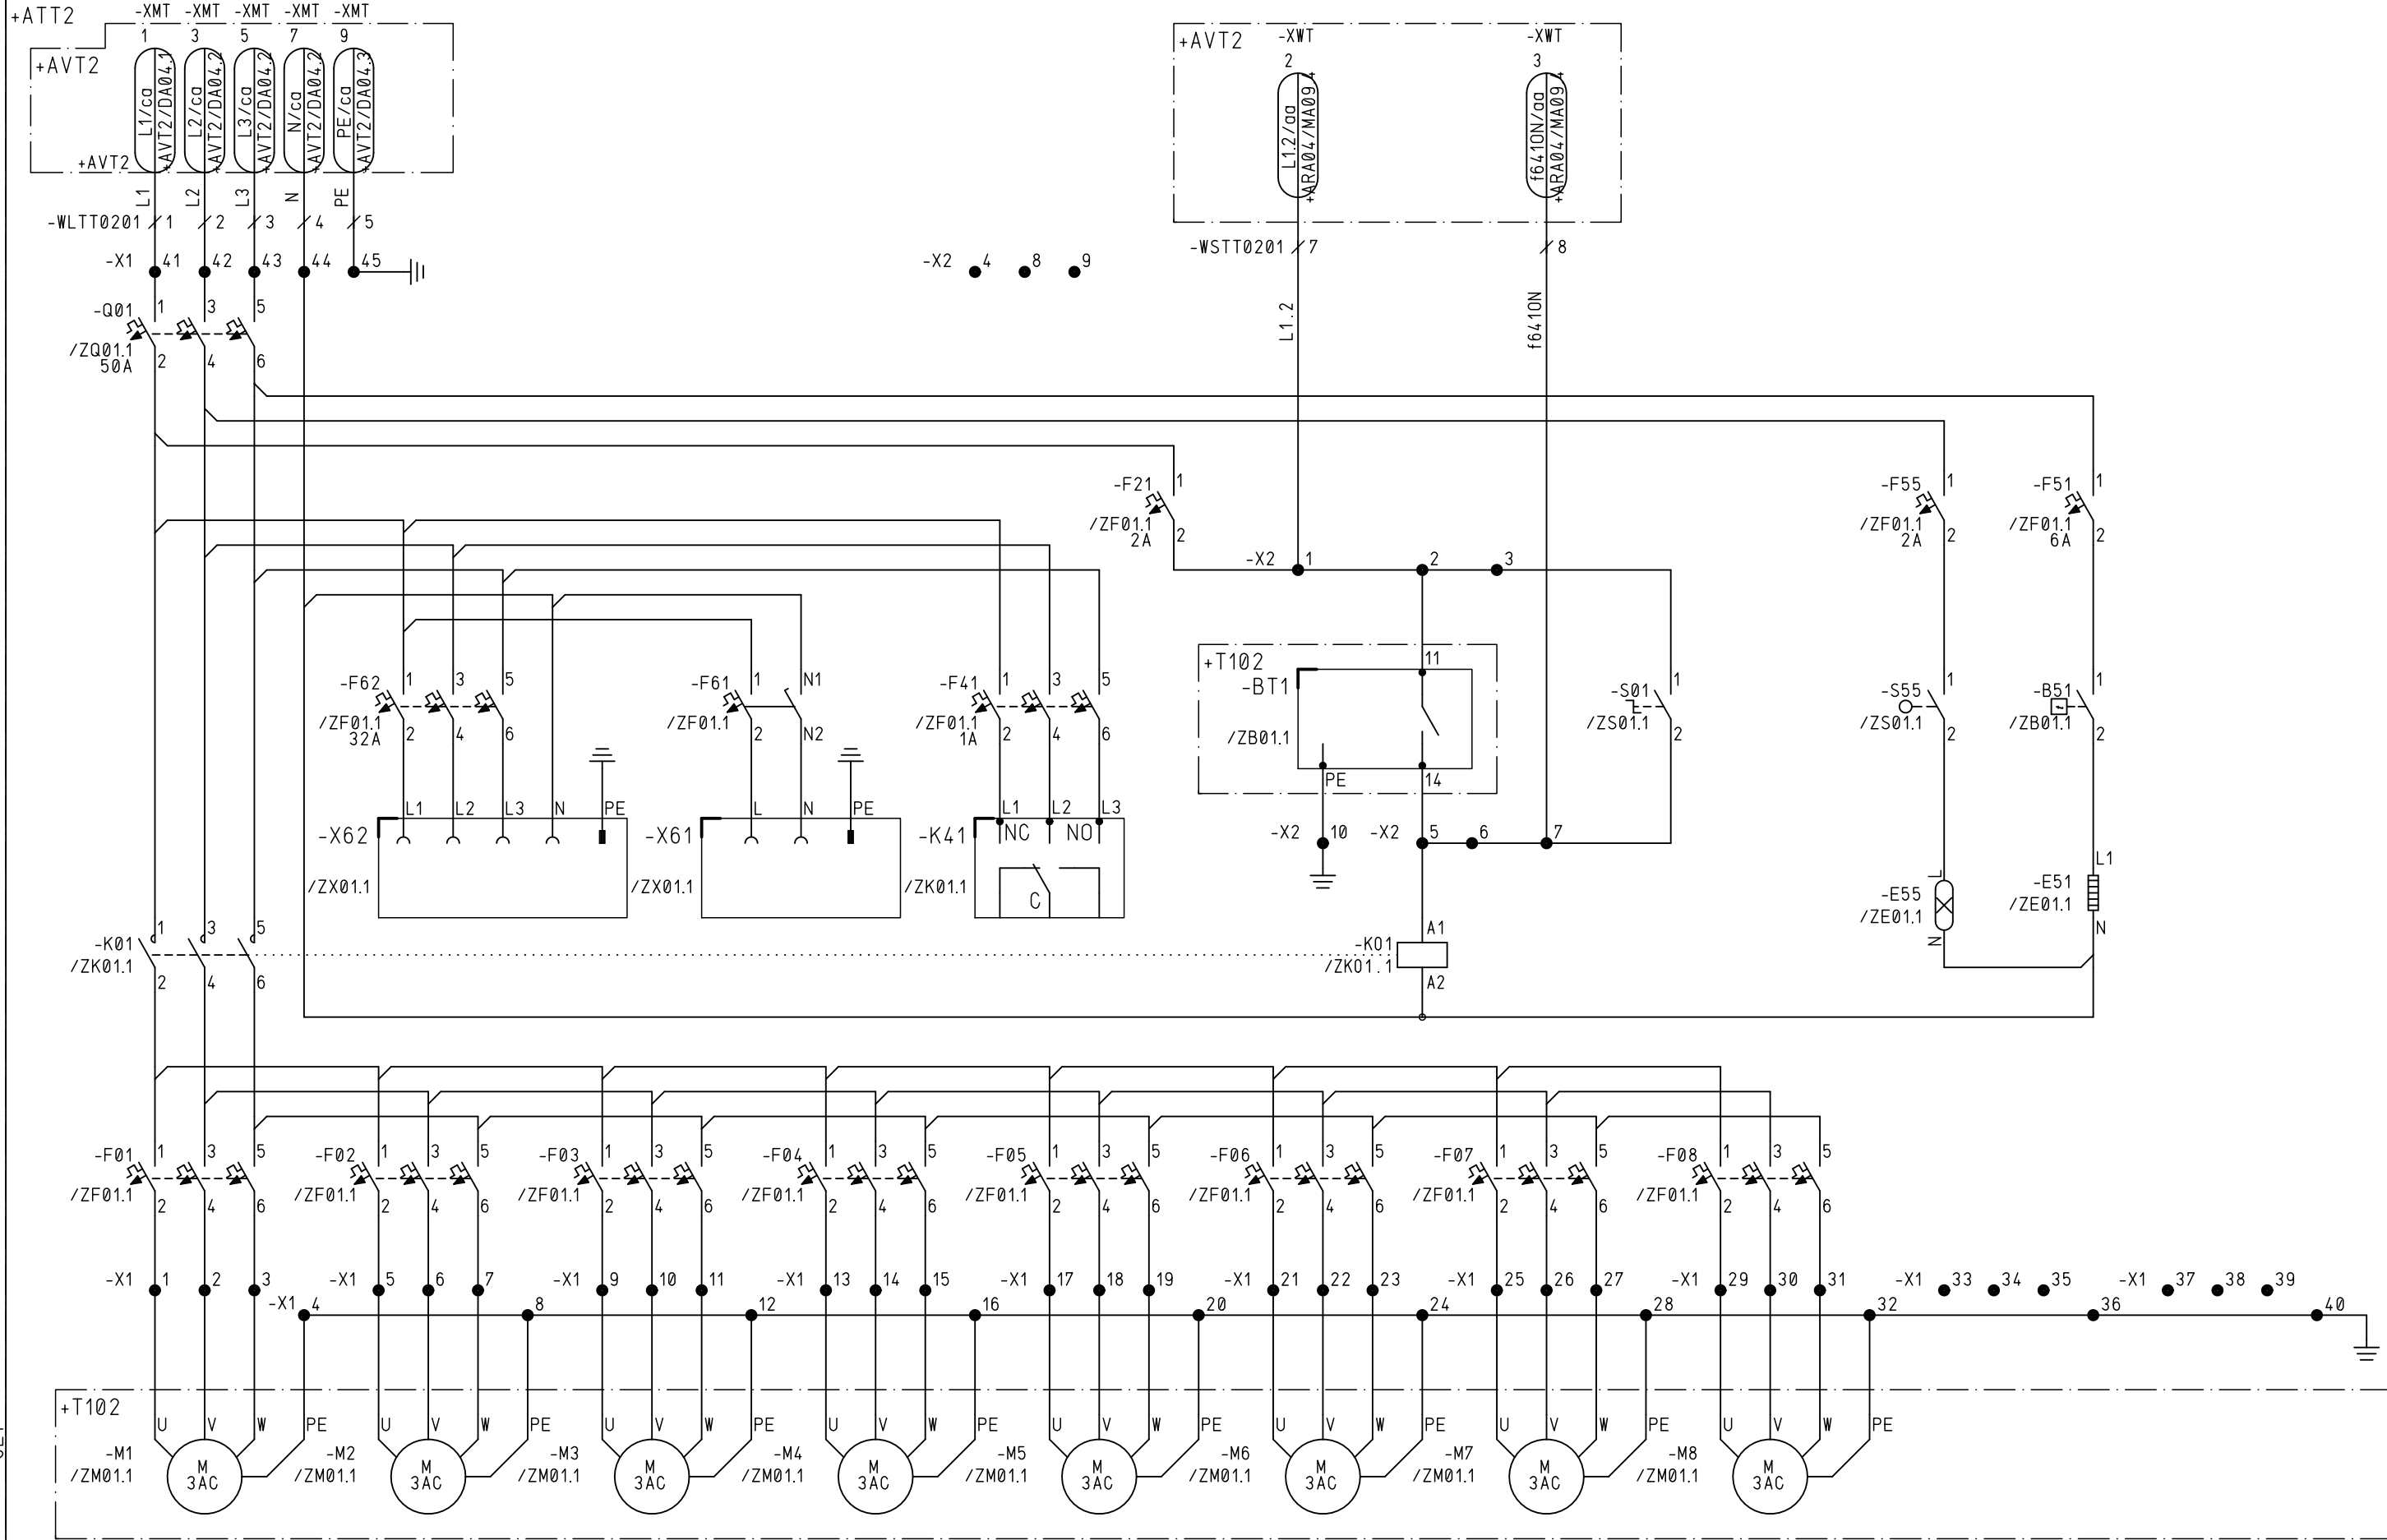 +ATT2
-XMT -XMT -XMT -XMT -XMT
1 3 5 7 9
+AVT2
L1/ca +AVT2/DA04.1
L2/ca +AVT2/DA04.2
L3/ca +AVT2/DA04.2
N/ca +AVT2/DA04.2
PE/ca +AVT2/DA04.3
+AVT2
L1 L2 L3 N PE
-WLTT0201 1 2 3 4 5
-X1 41 42 43 44 45
+AVT2 -XWT -XWT
2 3
L1.2/aa +ARA04/MA09.4
f641ON/aa +ARA04/MA09.4
-WSTT0201 7 8
-X2 4 8 9
L1.2 f641ON
-Q01 1 3 5
/ZQ01.1
50A 2 4 6
-F21 1
/ZF01.1
2A 2
-F55 1
/ZF01.1
2A 2
-F51 1
/ZF01.1
6A 2
-X2 1 2 3
-F62 1 3 5
/ZF01.1
32A 2 4 6
-F61 1 N1
/ZF01.1 2 N2
-F41 1 3 5
/ZF01.1
1A 2 4 6
+T102
-BT1 11
/ZB01.1
PE 14
-S01 1
/ZS01.1 2
-S55 1
/ZS01.1 2
-B51 1
/ZB01.1 2
L1 L2 L3 N PE
-X62
/ZX01.1
L N PE
-X61
/ZX01.1
L1 L2 L3
-K41 NC NO
/ZK01.1 C
-X2 10 -X2 5 6 7
-E55 L
/ZE01.1
N
L1
-E51
/ZE01.1
N
-K01 1 3 5
/ZK01.1
2 4 6
-K01 A1
/ZK01.1
A2
-F01 1 3 5
/ZF01.1
2 4 6
-F02 1 3 5
/ZF01.1
2 4 6
-F03 1 3 5
/ZF01.1
2 4 6
-F04 1 3 5
/ZF01.1
2 4 6
-F05 1 3 5
/ZF01.1
2 4 6
-F06 1 3 5
/ZF01.1
2 4 6
-F07 1 3 5
/ZF01.1
2 4 6
-F08 1 3 5
/ZF01.1
2 4 6
-X1 1 2 3 -X1 5 6 7 -X1 9 10 11 -X1 13 14 15 -X1 17 18 19 -X1 21 22 23 -X1 25 26 27 -X1 29 30 31 -X1 33 34 35 -X1 37 38 39
-X1 4 8 12 16 20 24 28 32 36 40
+T102
U V W PE U V W PE U V W PE U V W PE U V W PE U V W PE U V W PE U V W PE
-M1
/ZM01.1
M
3AC
-M2
/ZM01.1
M
3AC
-M3
/ZM01.1
M
3AC
-M4
/ZM01.1
M
3AC
-M5
/ZM01.1
M
3AC
-M6
/ZM01.1
M
3AC
-M7
/ZM01.1
M
3AC
-M8
/ZM01.1
M
3AC